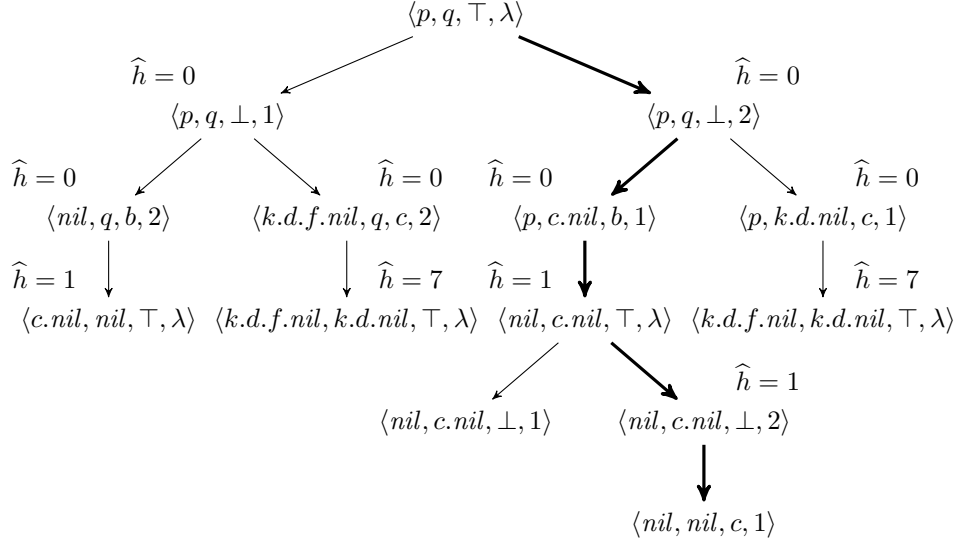 ⟨p, q, ⊤, λ⟩
ĥ = 0 ĥ = 0
⟨p, q, ⊥, 1⟩ ⟨p, q, ⊥, 2⟩
ĥ = 0 ĥ = 0 ĥ = 0 ĥ = 0
⟨nil, q, b, 2⟩ ⟨k.d.f.nil, q, c, 2⟩ ⟨p, c.nil, b, 1⟩ ⟨p, k.d.nil, c, 1⟩
ĥ = 1 ĥ = 7 ĥ = 1 ĥ = 7
⟨c.nil, nil, ⊤, λ⟩ ⟨k.d.f.nil, k.d.nil, ⊤, λ⟩ ⟨nil, c.nil, ⊤, λ⟩ ⟨k.d.f.nil, k.d.nil, ⊤, λ⟩
ĥ = 1
⟨nil, c.nil, ⊥, 1⟩ ⟨nil, c.nil, ⊥, 2⟩
⟨nil, nil, c, 1⟩